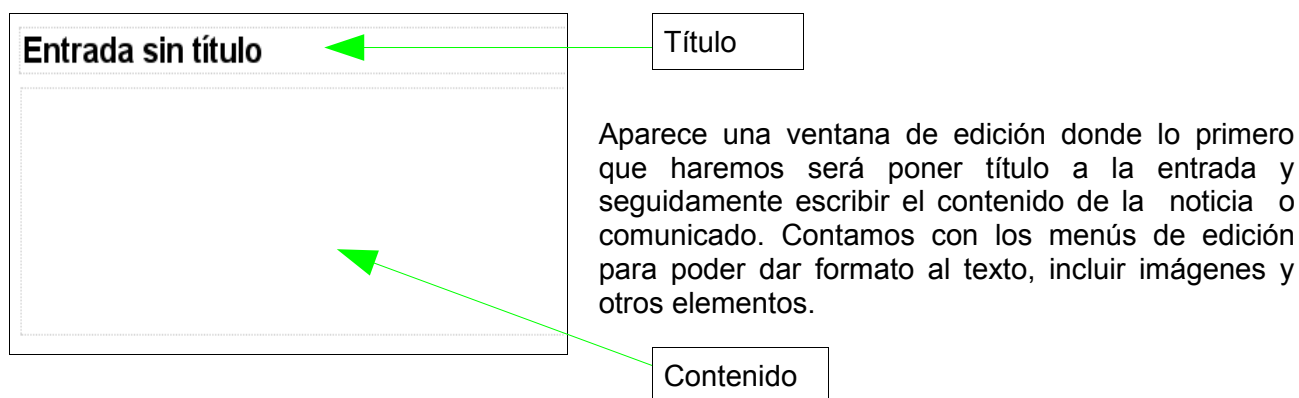 Entrada sin título
Título
Aparece una ventana de edición donde lo primero
que haremos será poner título a la entrada y
seguidamente escribir el contenido de la noticia o
comunicado. Contamos con los menús de edición
para poder dar formato al texto, incluir imágenes y
otros elementos.
Contenido